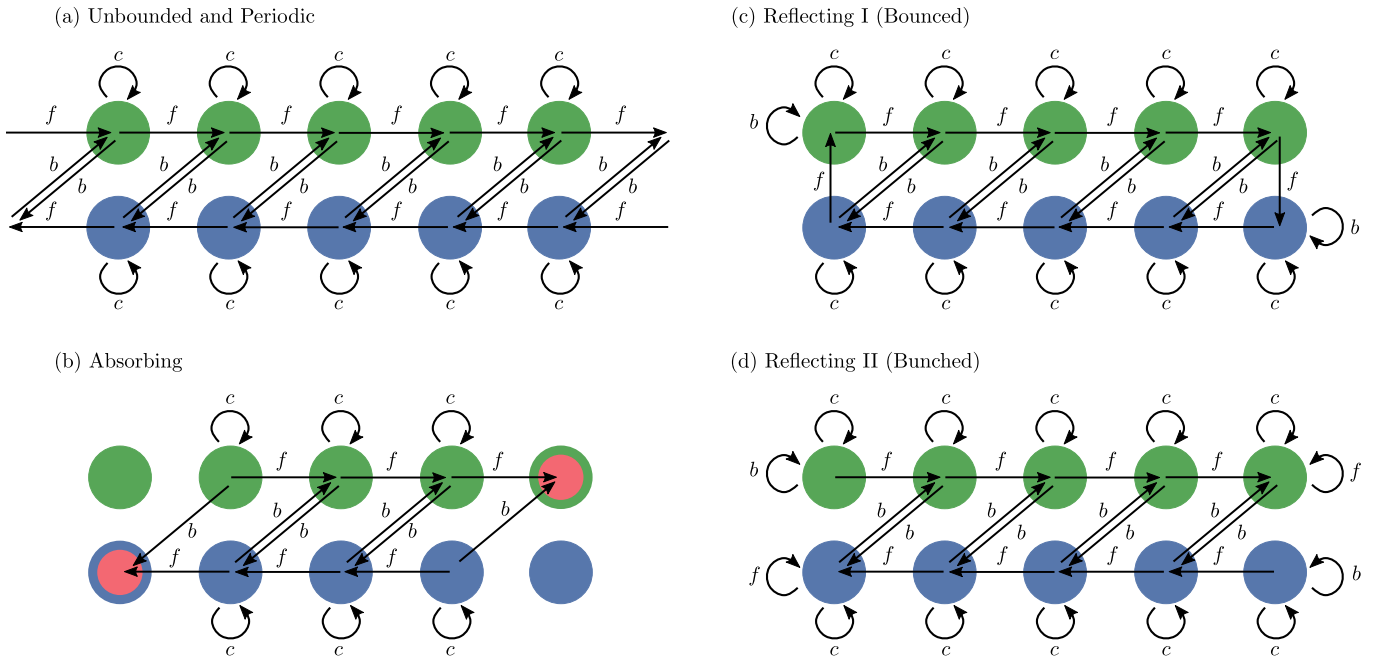 (a) Unbounded and Periodic
c c c c c
f f f f f f
b b b b b
b b b b b
f f f f f f
c c c c c
(b) Absorbing
c c c
f f f
b b b
b b b
f f f
c c c
(c) Reflecting I (Bounced)
c c c c c
f f f f
b
b b b b
f b b b b f
f f f f
b
c c c c c
(d) Reflecting II (Bunched)
c c c c c
f f f f
b f
b b b b
b b b b
f f f f
f b
c c c c c